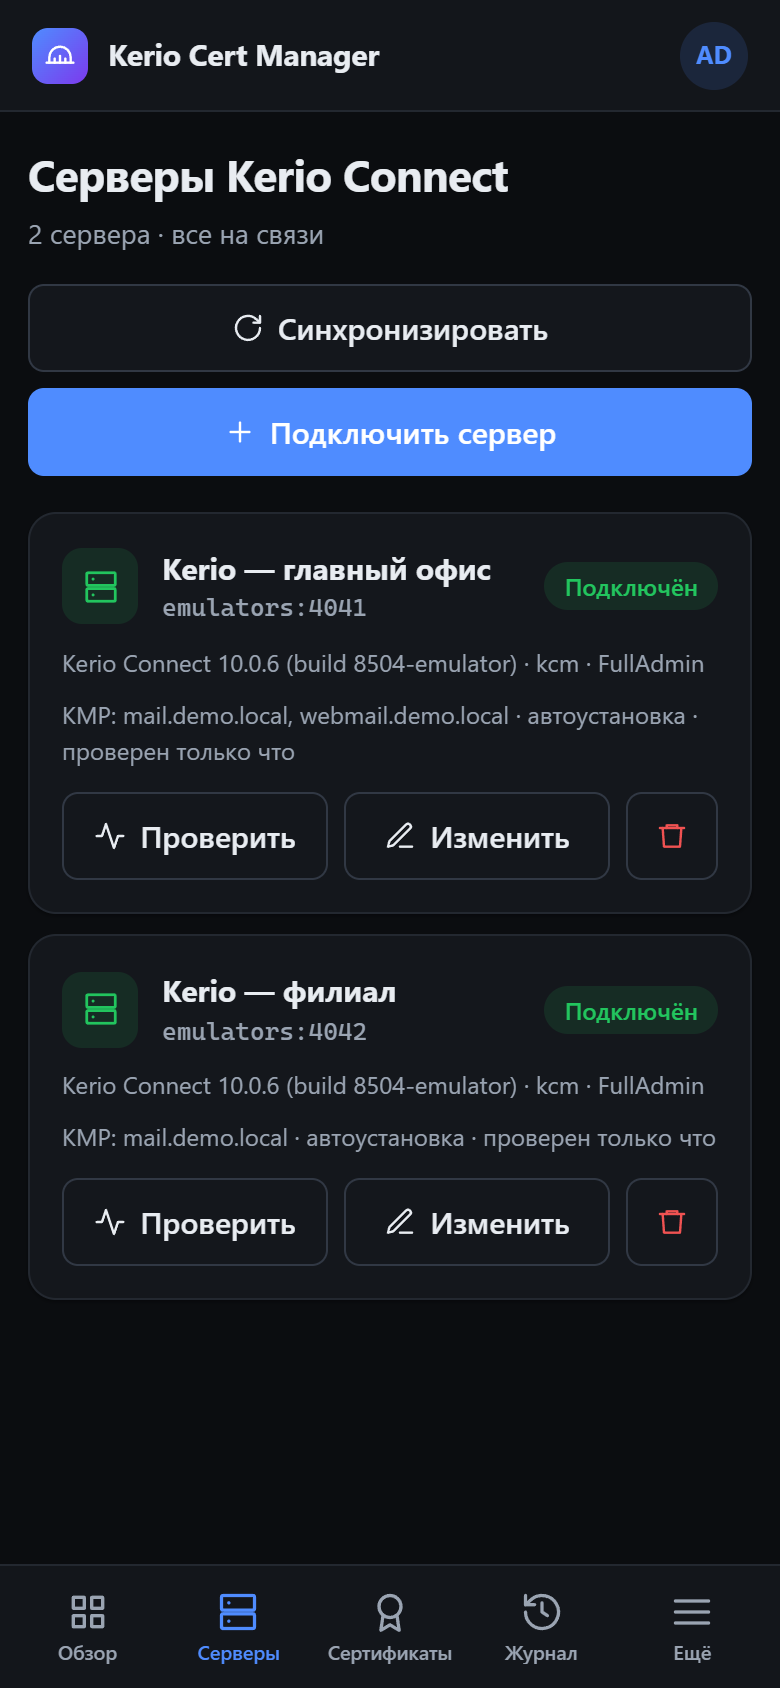 Kerio Cert Manager
AD
Серверы Kerio Connect
2 сервера · все на связи
Синхронизировать
Подключить сервер
Kerio — главный офис
emulators:4041
Подключён
Kerio Connect 10.0.6 (build 8504-emulator) · kcm · FullAdmin
KMP: mail.demo.local, webmail.demo.local · автоустановка ·
проверен только что
Проверить
Изменить
Kerio — филиал
emulators:4042
Подключён
Kerio Connect 10.0.6 (build 8504-emulator) · kcm · FullAdmin
KMP: mail.demo.local · автоустановка · проверен только что
Проверить
Изменить
Обзор
Серверы
Сертификаты
Журнал
Ещё